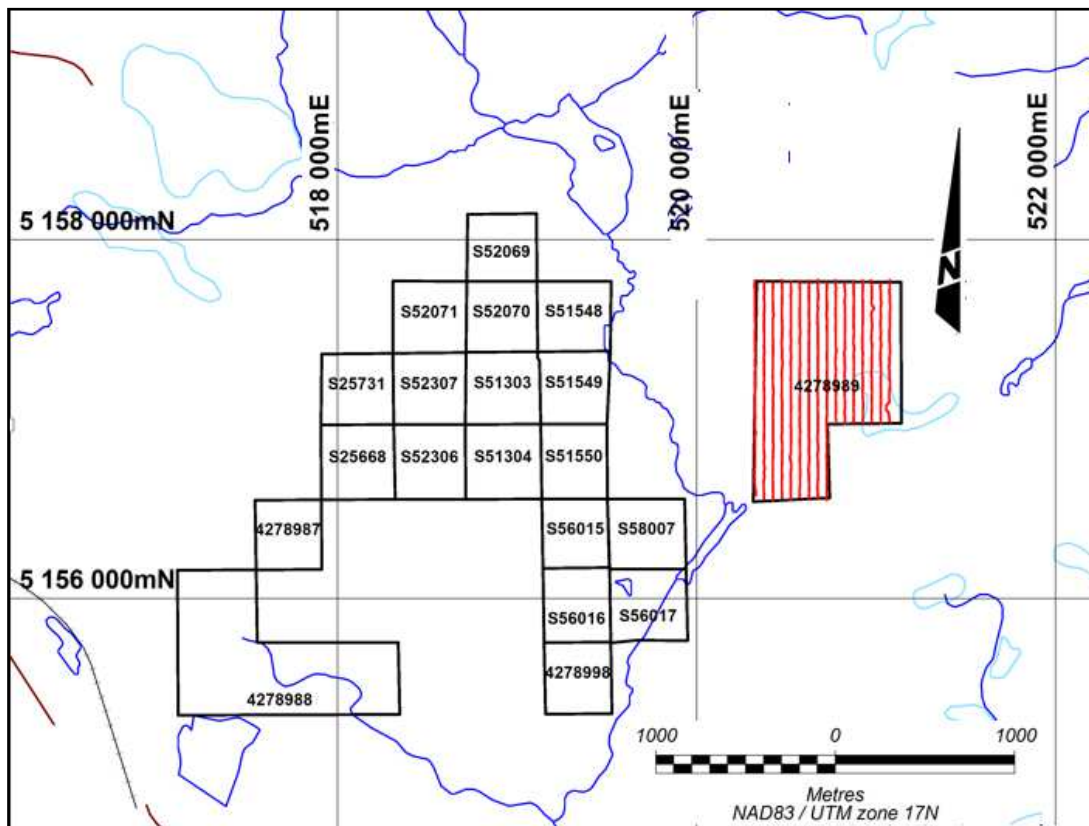 518 000mE
520 000mE
522 000mE
5 158 000mN
N
S52069
S52071
S52070
S51548
S25731
S52307
S51303
S51549
4278989
S25668
S52306
S51304
S51550
4278987
S56015
S58007
5 156 000mN
S56016
S56017
4278988
4278998
1000
0
1000
Metres
NAD83 / UTM zone 17N